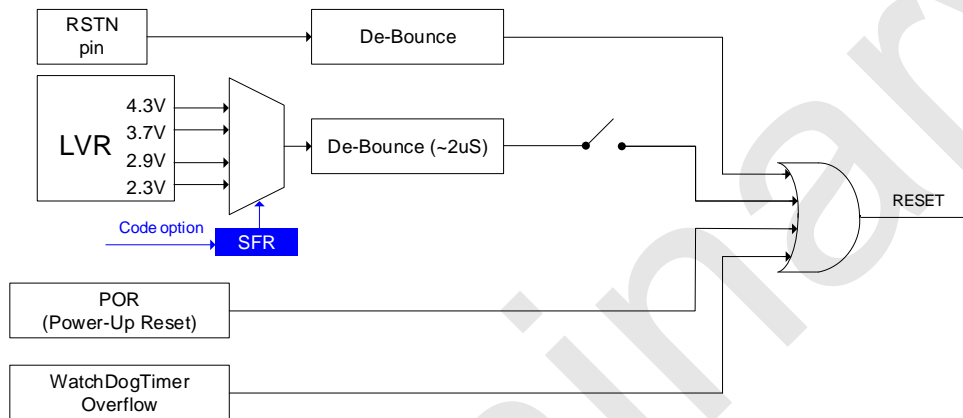 RSTN
pin
De-Bounce
LVR
4.3V
3.7V
2.9V
2.3V
De-Bounce (~2uS)
Code option
SFR
RESET
POR
(Power-Up Reset)
WatchDogTimer
Overflow